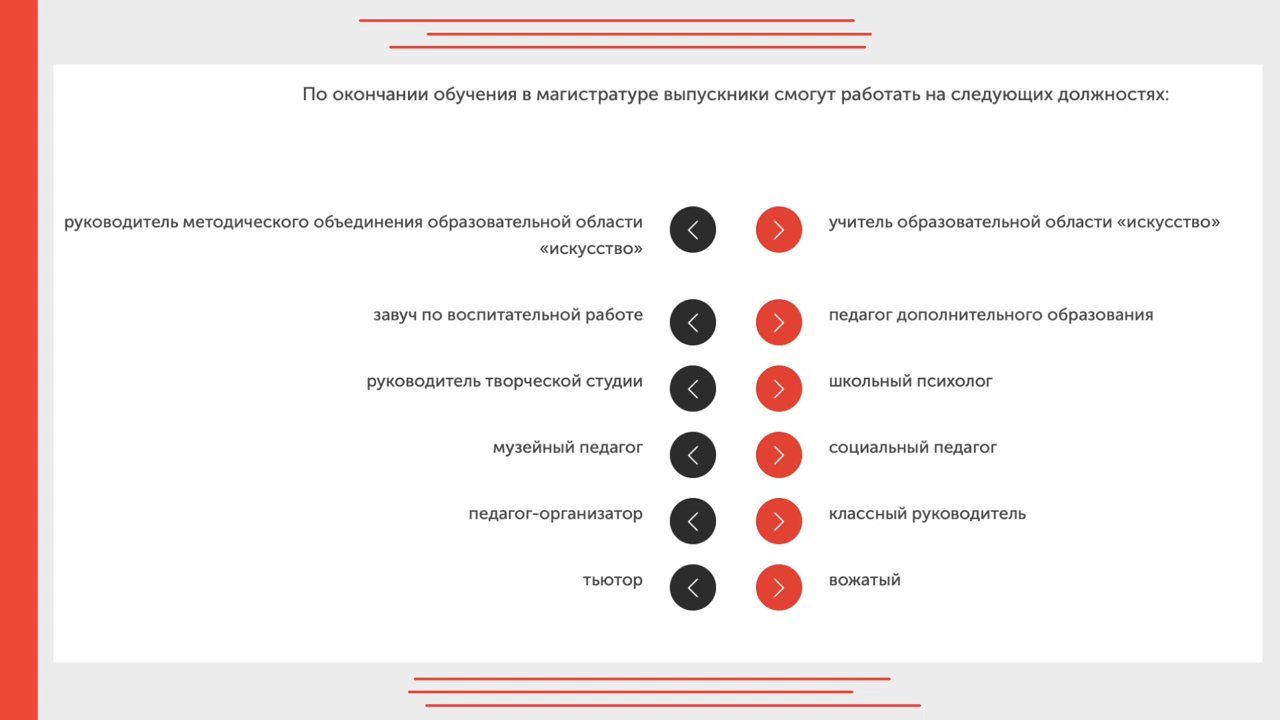 По окончании обучения в магистратуре выпускники смогут работать на следующих должностях:
руководитель методического объединения образовательной области
«искусство»
учитель образовательной области «искусство»
завуч по воспитательной работе
педагог дополнительного образования
руководитель творческой студии
школьный психолог
музейный педагог
социальный педагог
педагог-организатор
классный руководитель
тьютор
вожатый